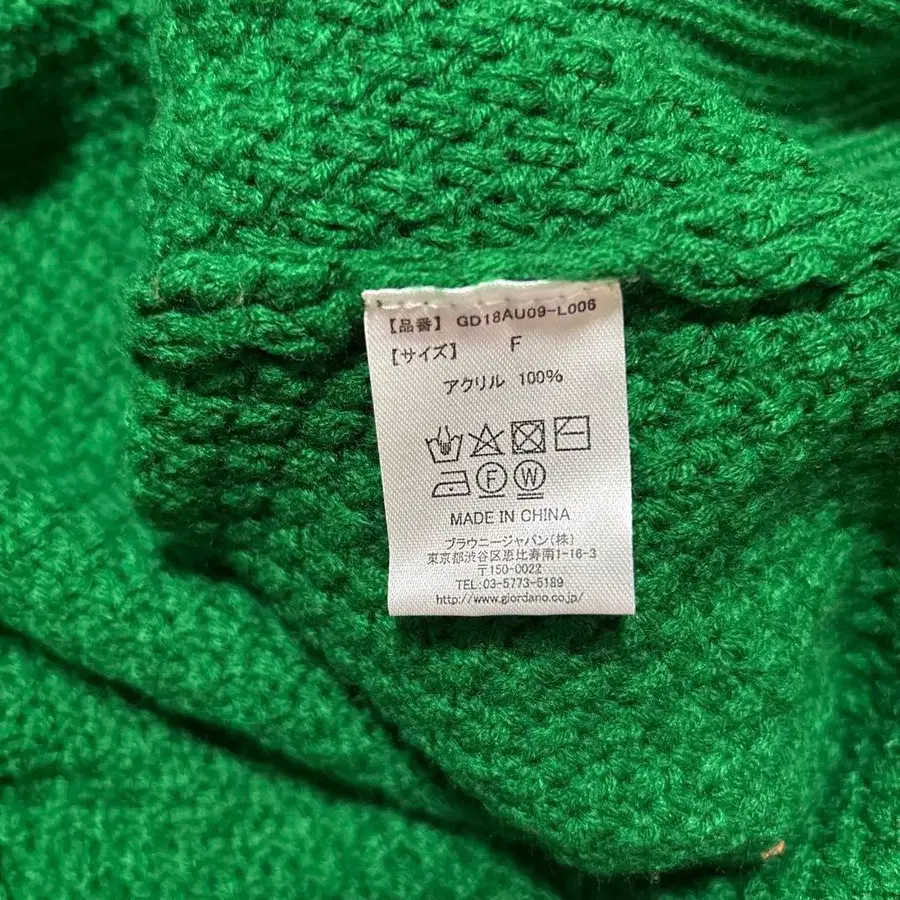 【品番】 GD18AU09-L006
【サイズ】 F
アクリル 100%
F W
MADE IN CHINA
ブラウニージャパン(株)
東京都渋谷区恵比寿南1-16-3
〒150-0022
TEL:03-5773-5189
http://www.giordano.co.jp/